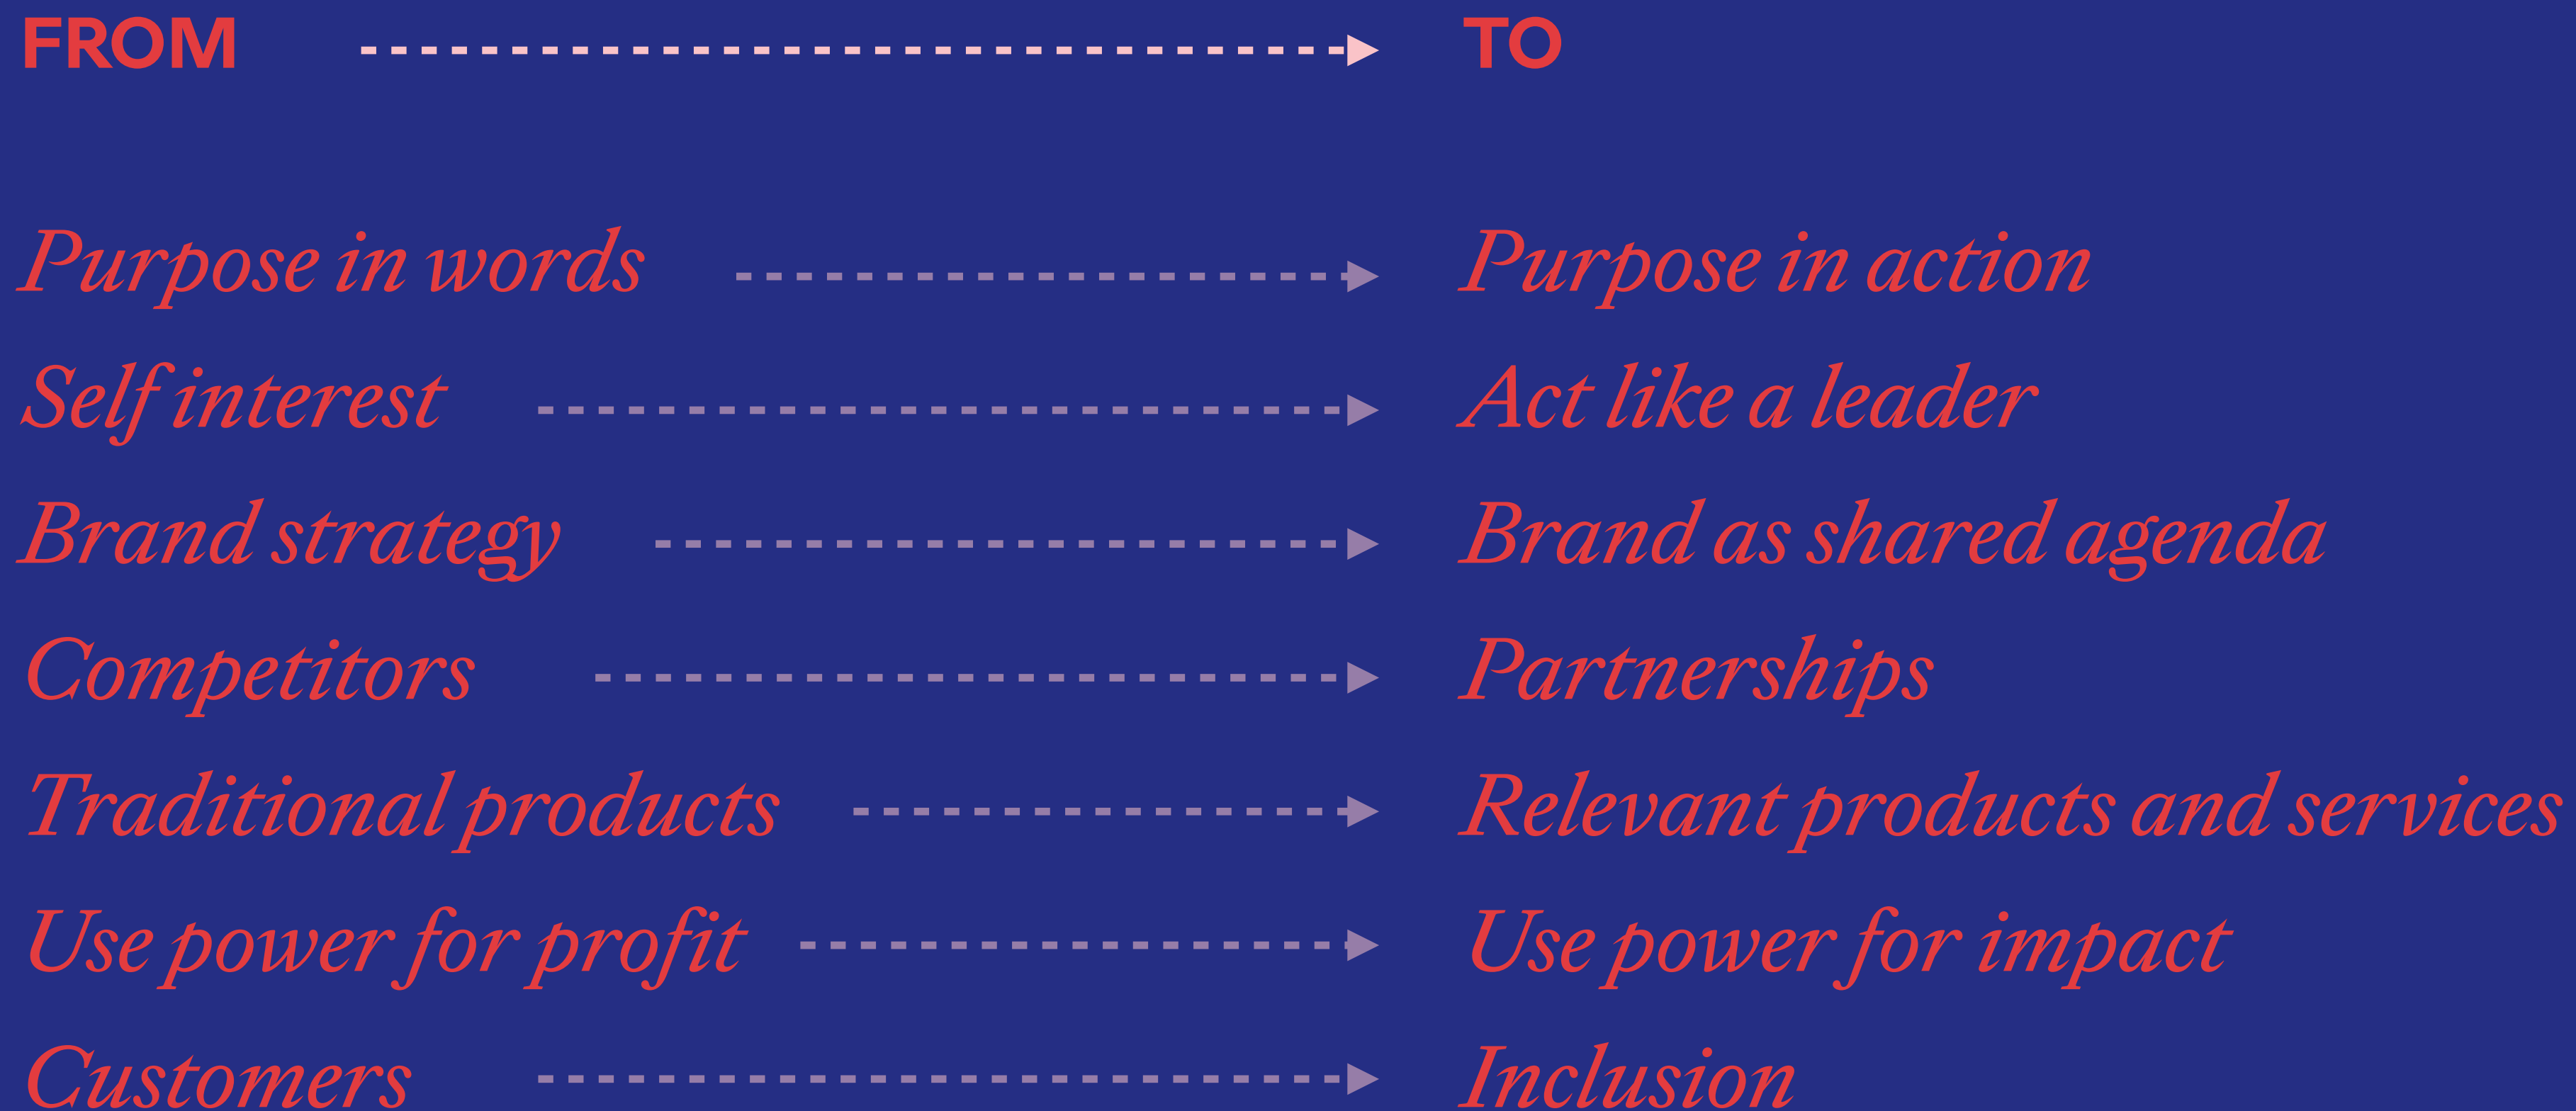 FROM TO
Purpose in words Purpose in action
Self interest Act like a leader
Brand strategy Brand as shared agenda
Competitors Partnerships
Traditional products Relevant products and services
Use power for profit Use power for impact
Customers Inclusion